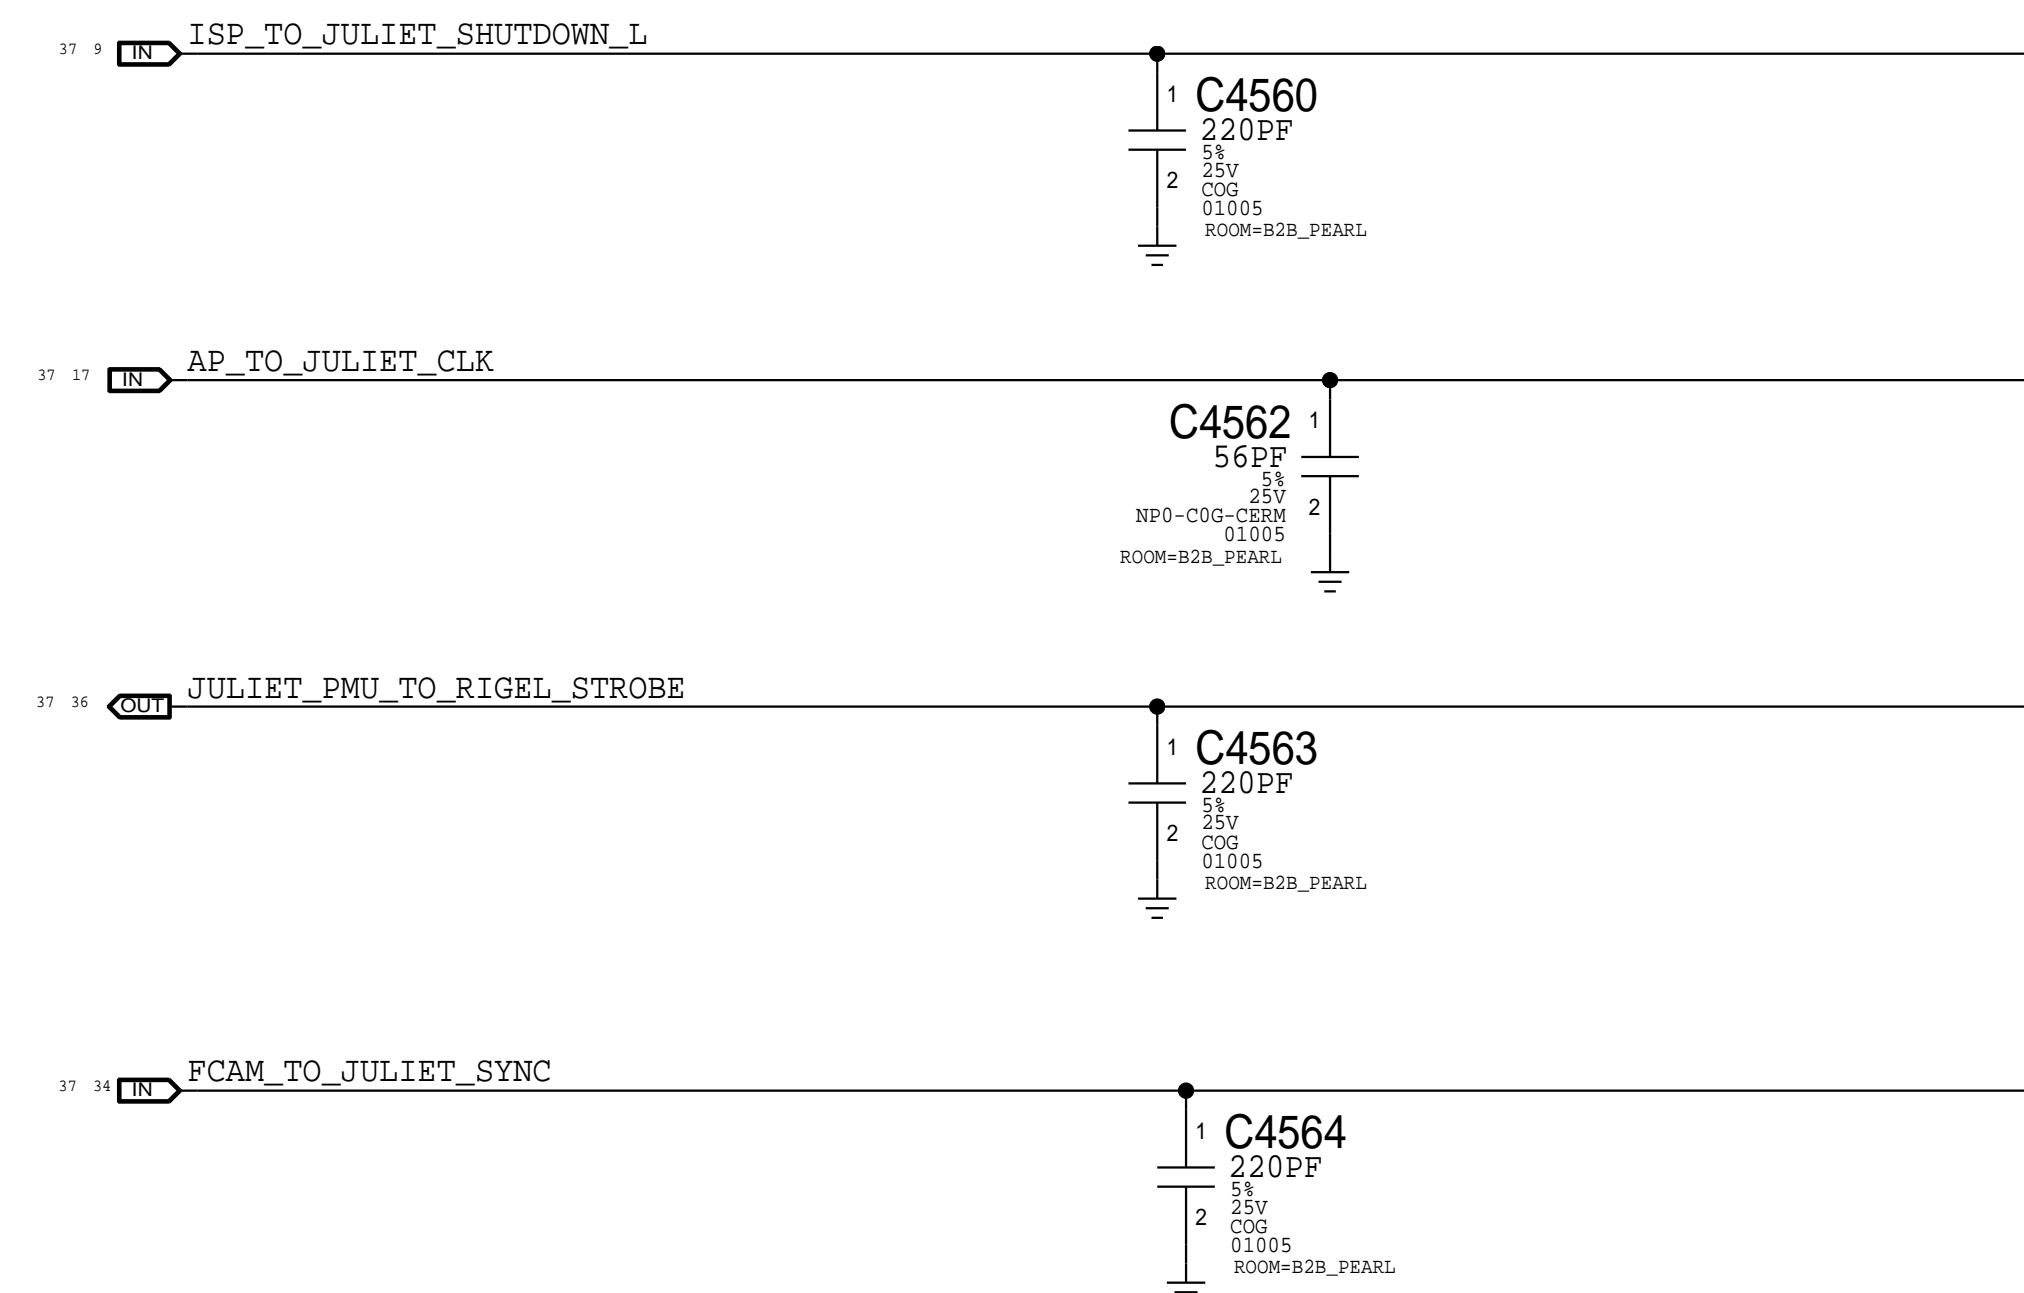 ISP_TO_JULIET_SHUTDOWN_L
37 9 IN
1 C4560
220PF
5%
25V
2
COG
01005
ROOM=B2B_PEARL
AP_TO_JULIET_CLK
37 17 IN
C4562 1
56PF
5%
25V
2
NP0-C0G-CERM
01005
ROOM=B2B_PEARL
JULIET_PMU_TO_RIGEL_STROBE
37 36 OUT
1 C4563
220PF
5%
25V
2
COG
01005
ROOM=B2B_PEARL
FCAM_TO_JULIET_SYNC
37 34 IN
1 C4564
220PF
5%
25V
2
COG
01005
ROOM=B2B_PEARL